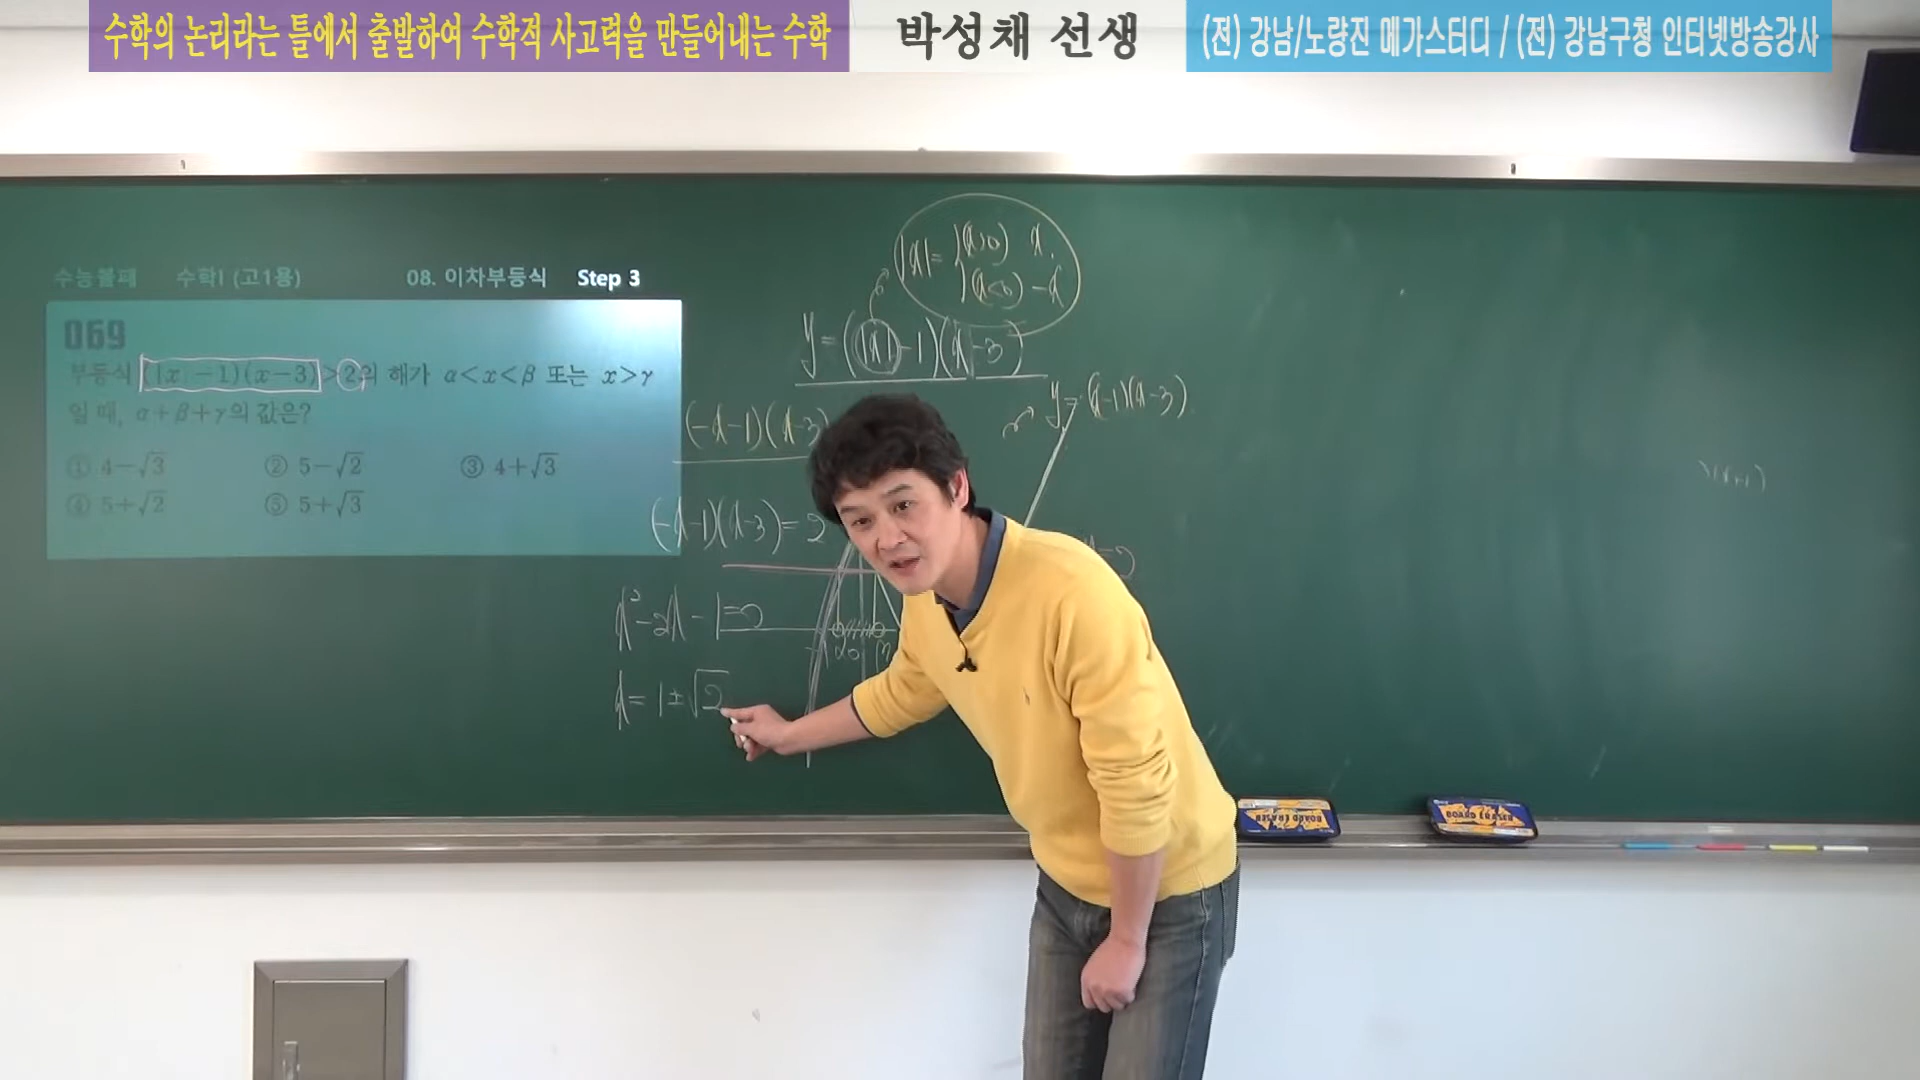 수학의 논리라는 틀에서 출발하여 수학적 사고력을 만들어내는 수학
박성채 선생
(전) 강남/노량진 메가스터디 / (전) 강남구청 인터넷방송강사
수능불패 수학I (고1용) 08. 이차부등식 Step 3
069
부등식 (|x|-1)(x-3)>2의 해가 α<x<β 또는 x>γ
일 때, α+β+γ의 값은?
① 4-√3 ② 5-√2 ③ 4+√3
④ 5+√2 ⑤ 5+√3
|x|= (x>0) x
(x<0) -x
y=(|x|-1)(x-3)
y=(x-1)(x-3)
(-x-1)(x-3)
(-x-1)(x-3)=2
x²-2x-1=0
x=1±√2
BOARD ERASER
BOARD ERASER